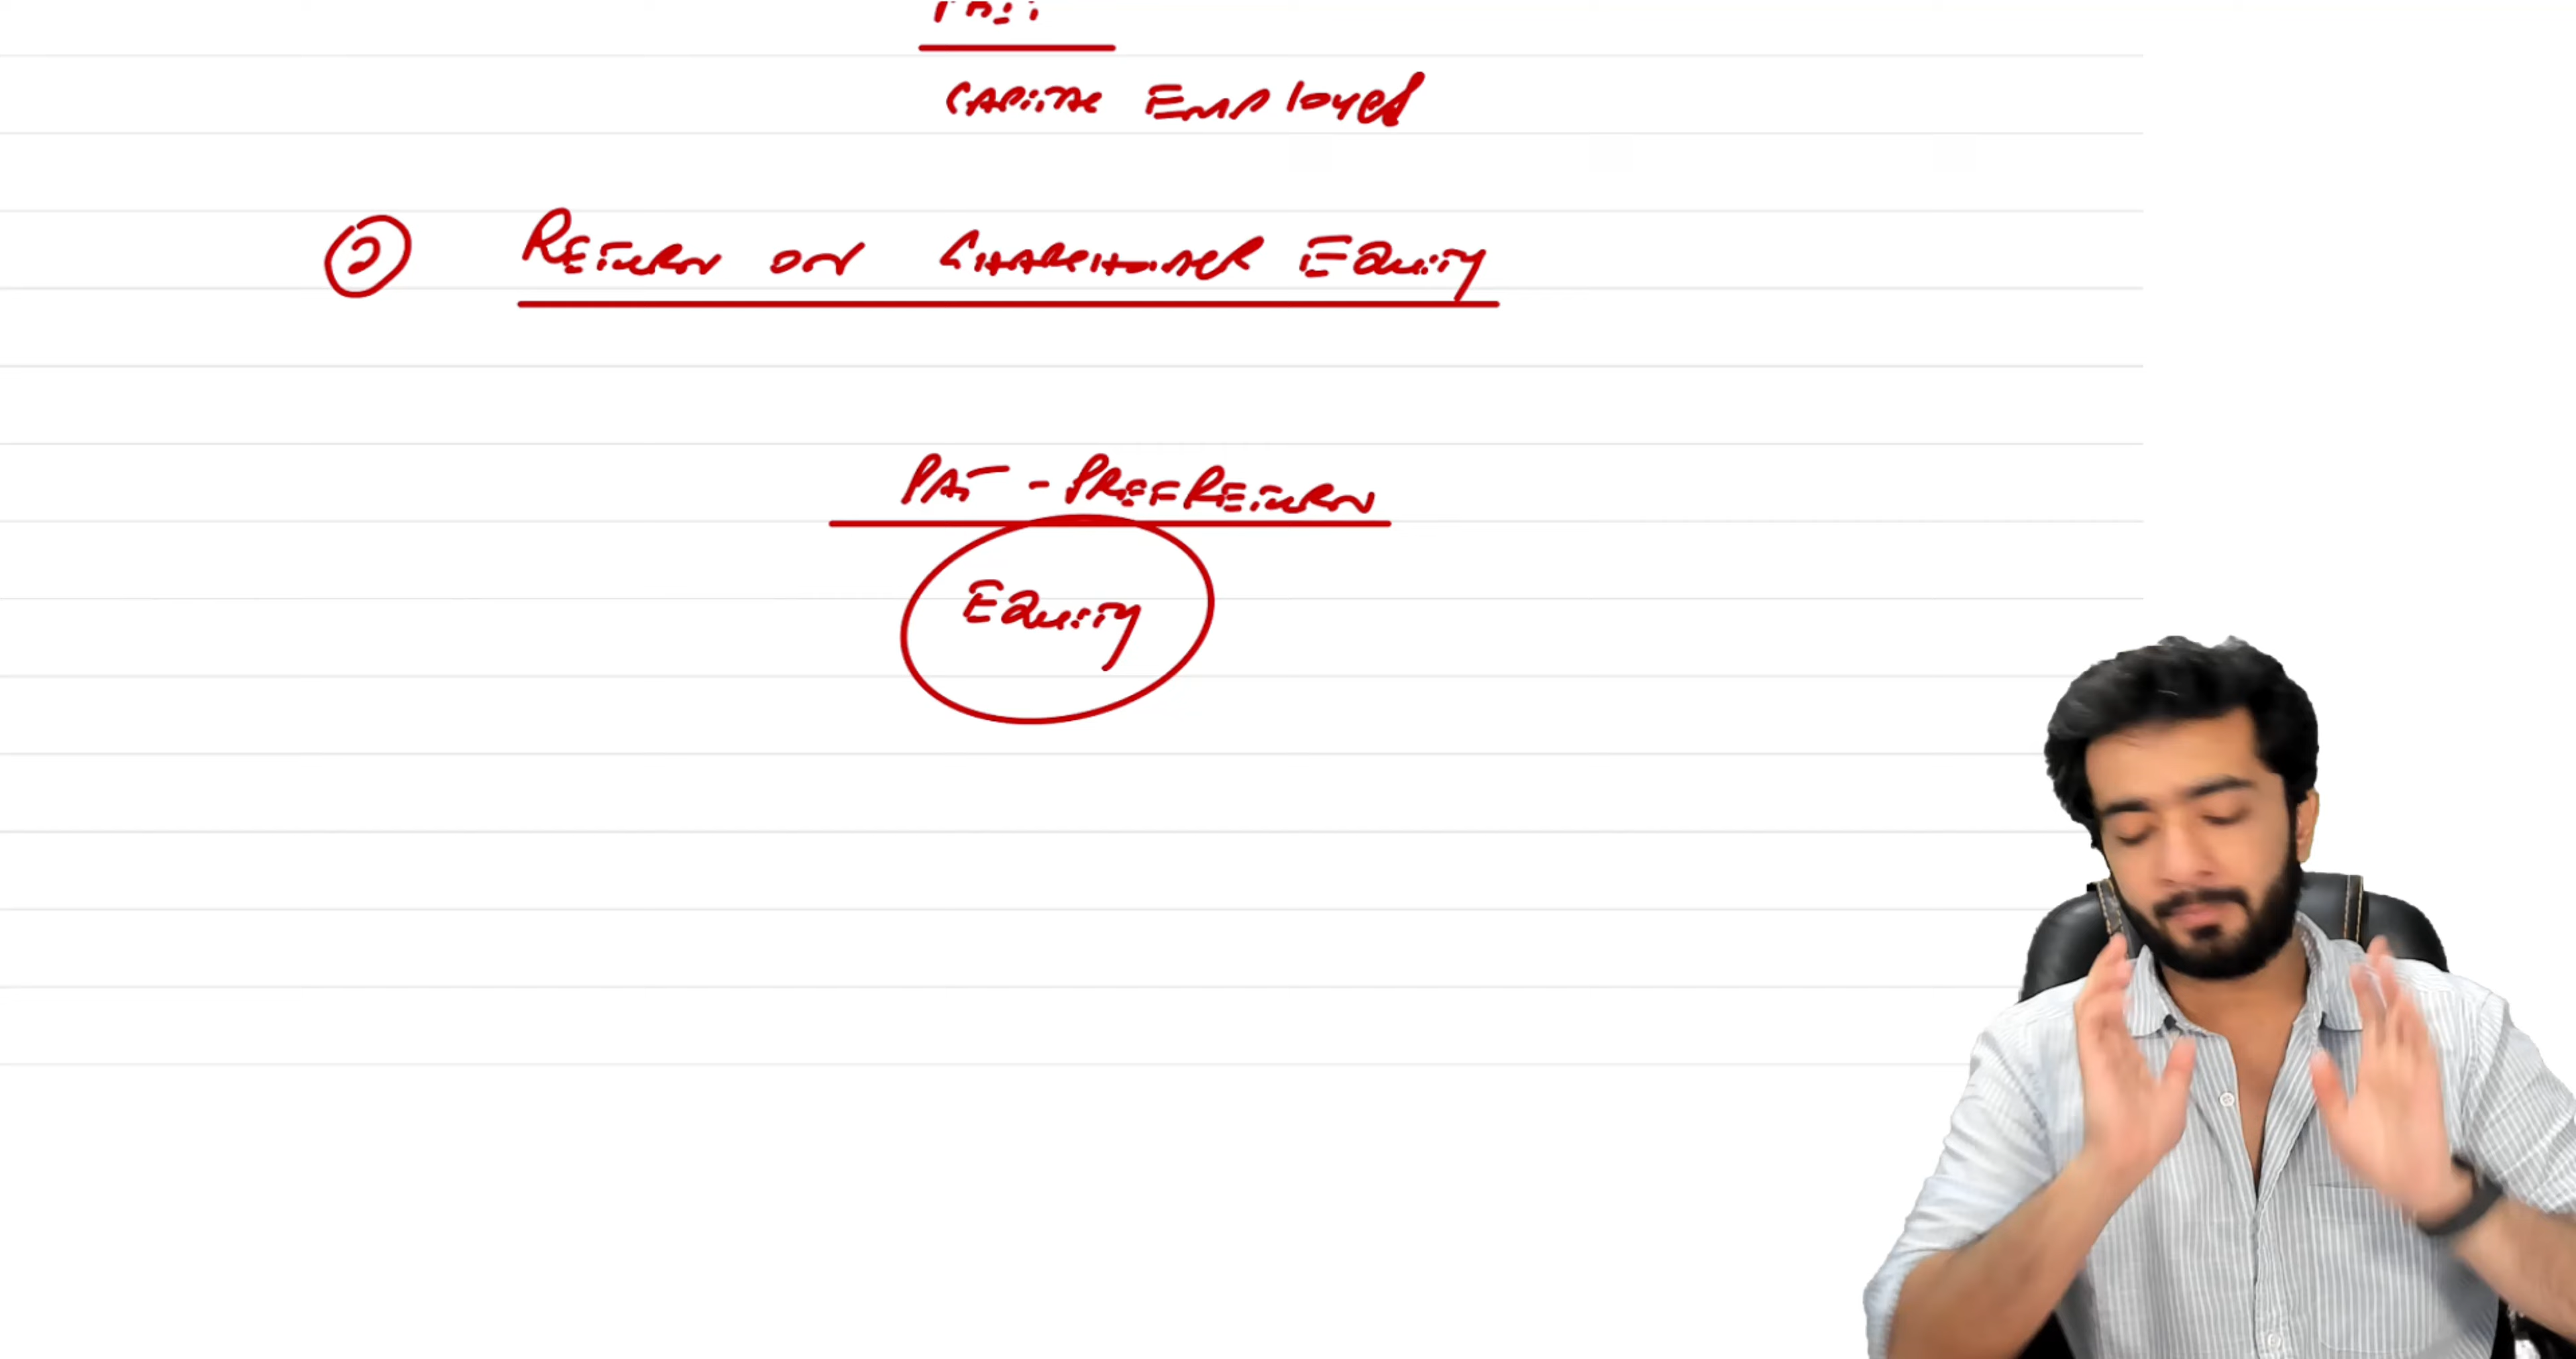 CAPITAL EMPloyed
② RETURN ON SHAREHOLDER EQuity
PAT - PREF RETURN
EQuity